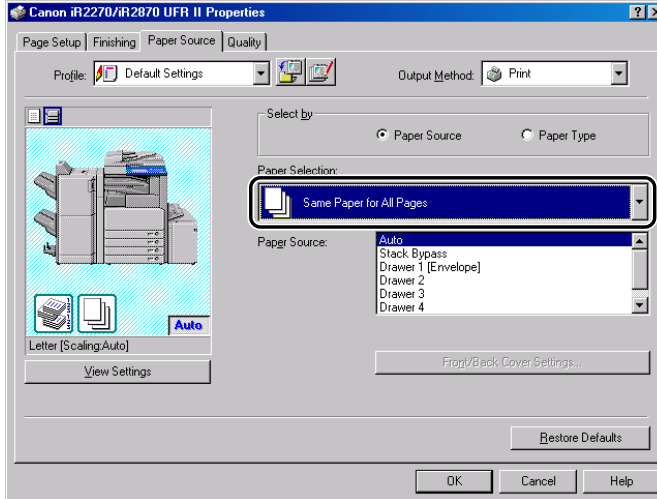 Canon iR2270/iR2870 UFR II Properties
Page Setup Finishing Paper Source Quality
Profile: Default Settings Output Method: Print
Select by
Paper Source Paper Type
Paper Selection:
Same Paper for All Pages
Paper Source: Auto
Stack Bypass
Drawer 1 [Envelope]
Drawer 2
Drawer 3
Drawer 4
Auto
Letter [Scaling:Auto]
View Settings
Front/Back Cover Settings...
Restore Defaults
OK Cancel Help